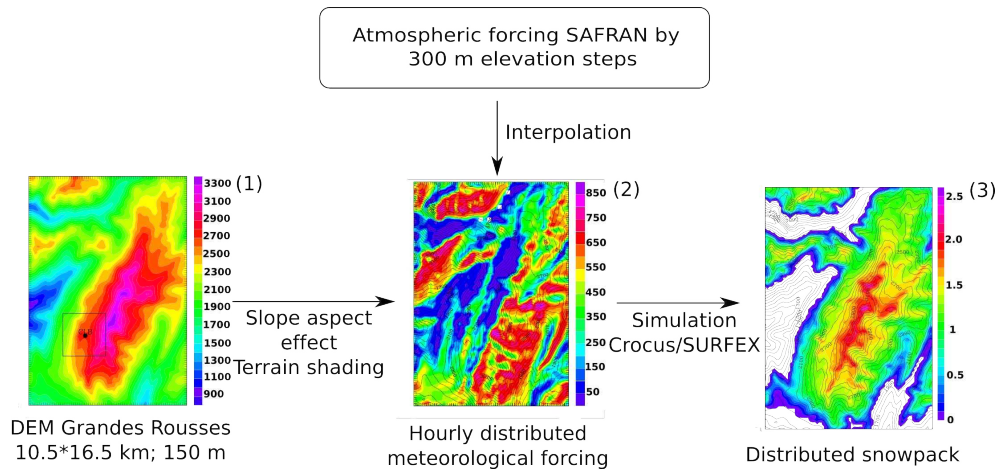 Atmospheric forcing SAFRAN by
300 m elevation steps
Interpolation
3300
3100
2900
2700
2500
2300
2100
1900
1700
1500
1300
1100
900
(1)
850
750
650
550
450
350
250
150
50
(2)
2.5
2.0
1.5
1
0.5
0
(3)
Slope aspect
effect
Terrain shading
Simulation
Crocus/SURFEX
DEM Grandes Rousses
10.5*16.5 km; 150 m
Hourly distributed
meteorological forcing
Distributed snowpack